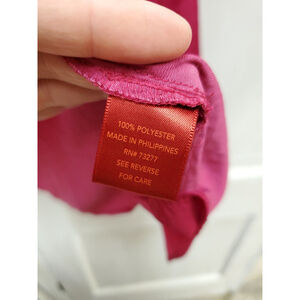 100% POLYESTER
MADE IN PHILIPPINES
RN# 73277
SEE REVERSE
FOR CARE